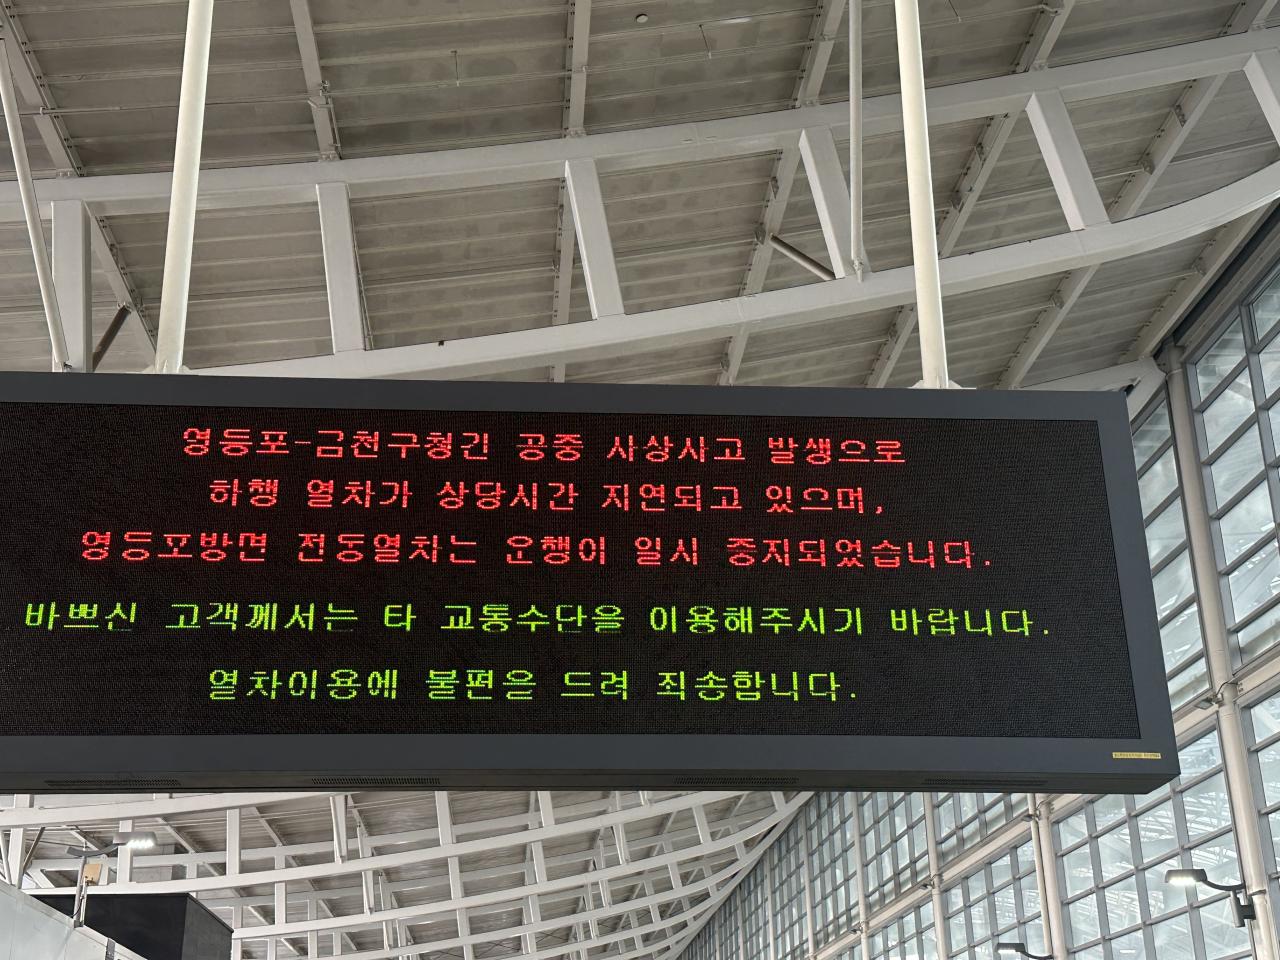 영등포-금천구청간 공중 사상사고 발생으로
하행 열차가 상당시간 지연되고 있으며,
영등포방면 전동열차는 운행이 일시 중지되었습니다.
바쁘신 고객께서는 타 교통수단을 이용해주시기 바랍니다.
열차이용에 불편을 드려 죄송합니다.